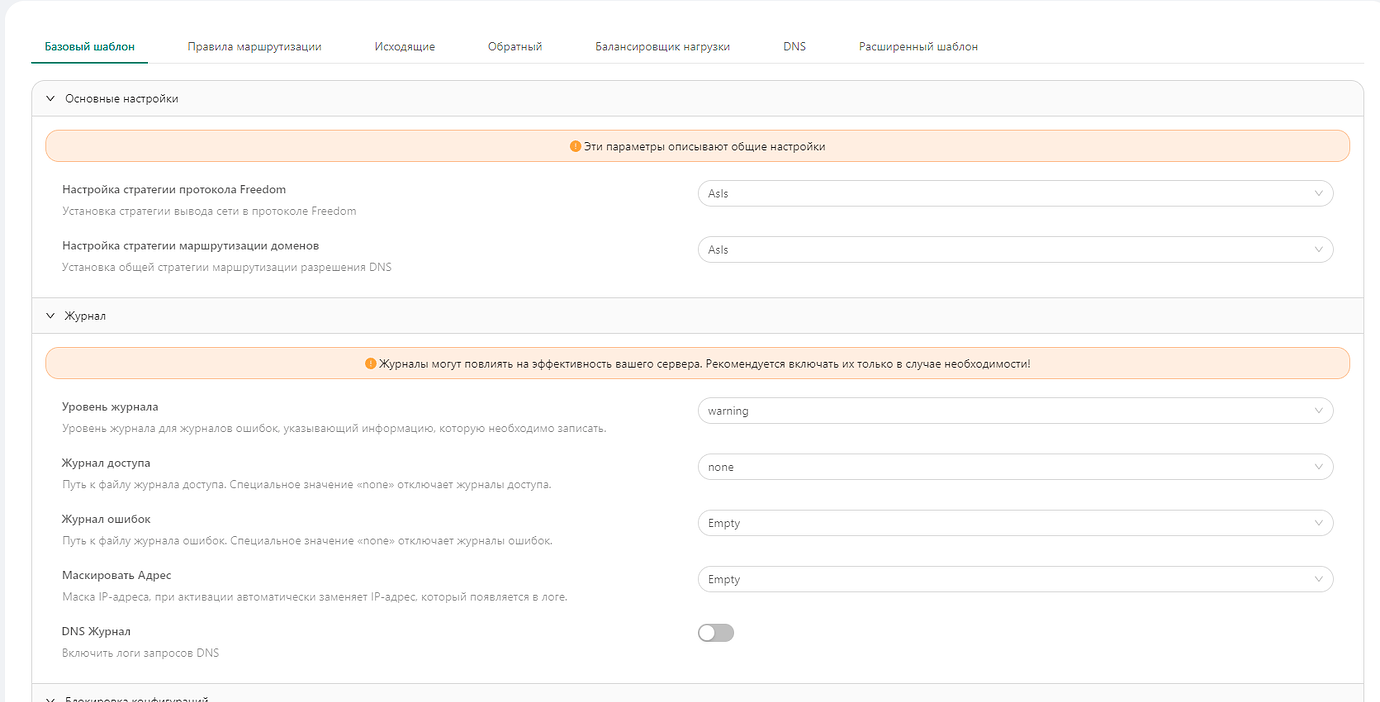 Базовый шаблон Правила маршрутизации Исходящие Обратный Балансировщик нагрузки DNS Расширенный шаблон
Основные настройки
Эти параметры описывают общие настройки
Настройка стратегии протокола Freedom
AsIs
Установка стратегии вывода сети в протоколе Freedom
Настройка стратегии маршрутизации доменов
AsIs
Установка общей стратегии маршрутизации разрешения DNS
Журнал
Журналы могут повлиять на эффективность вашего сервера. Рекомендуется включать их только в случае необходимости!
Уровень журнала
warning
Уровень журнала для журналов ошибок, указывающий информацию, которую необходимо записать.
Журнал доступа
none
Путь к файлу журнала доступа. Специальное значение «none» отключает журналы доступа.
Журнал ошибок
Empty
Путь к файлу журнала ошибок. Специальное значение «none» отключает журналы ошибок.
Маскировать Адрес
Empty
Маска IP-адреса, при активации автоматически заменяет IP-адрес, который появляется в логе.
DNS Журнал
Включить логи запросов DNS
Блокировка конфигураций